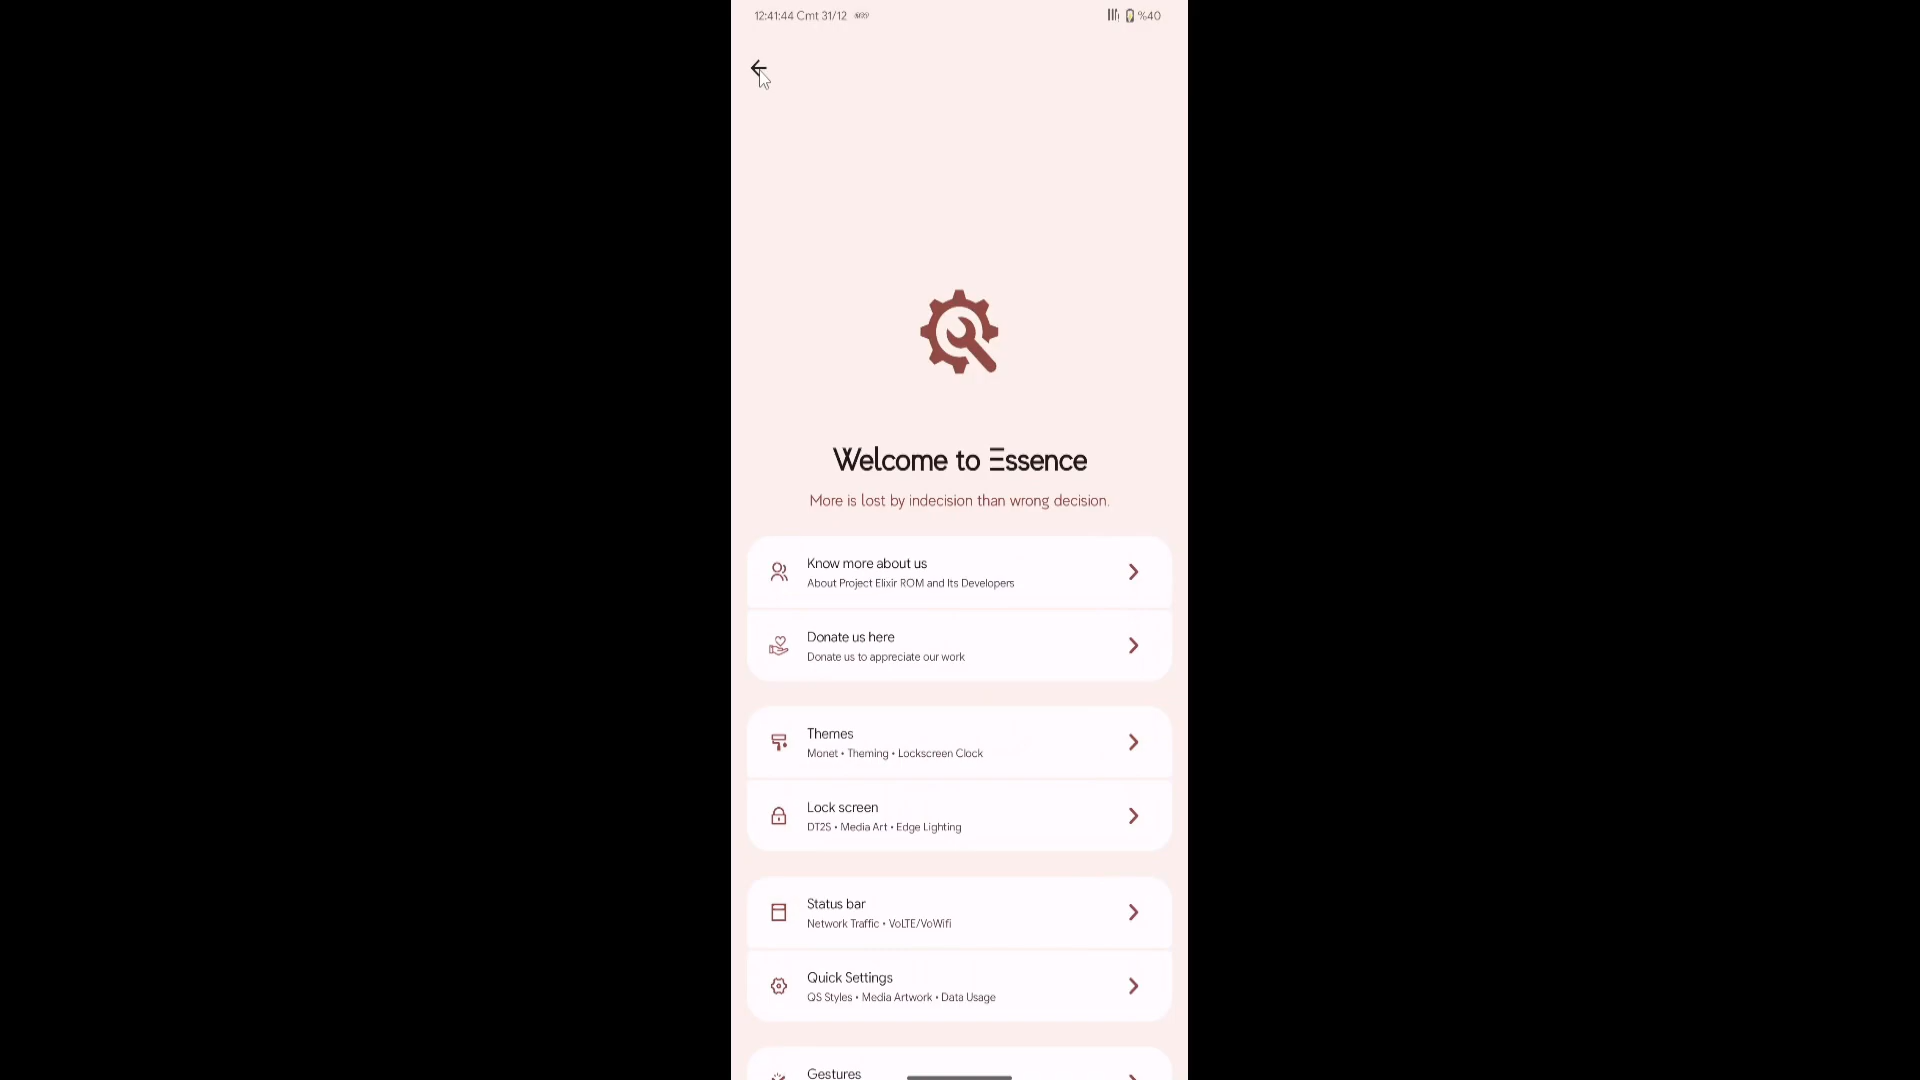 12:41:44 Cmt 31/12
%40
Welcome to Essence
More is lost by indecision than wrong decision.
Know more about us
About Project Elixir ROM and Its Developers
Donate us here
Donate us to appreciate our work
Themes
Monet • Theming • Lockscreen Clock
Lock screen
DT2S • Media Art • Edge Lighting
Status bar
Network Traffic • VoLTE/VoWifi
Quick Settings
QS Styles • Media Artwork • Data Usage
Gestures